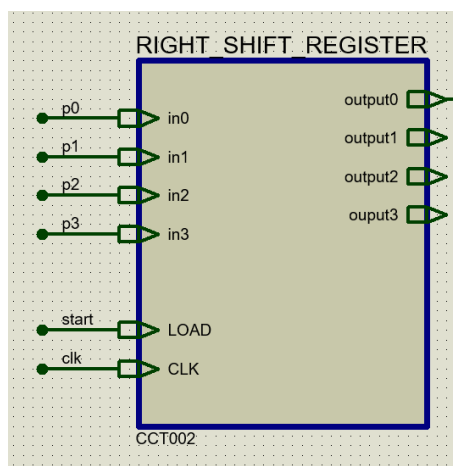 RIGHT_SHIFT_REGISTER
p0 in0 output0
p1 in1 output1
p2 in2 output2
p3 in3 ouput3
start LOAD
clk CLK
CCT002